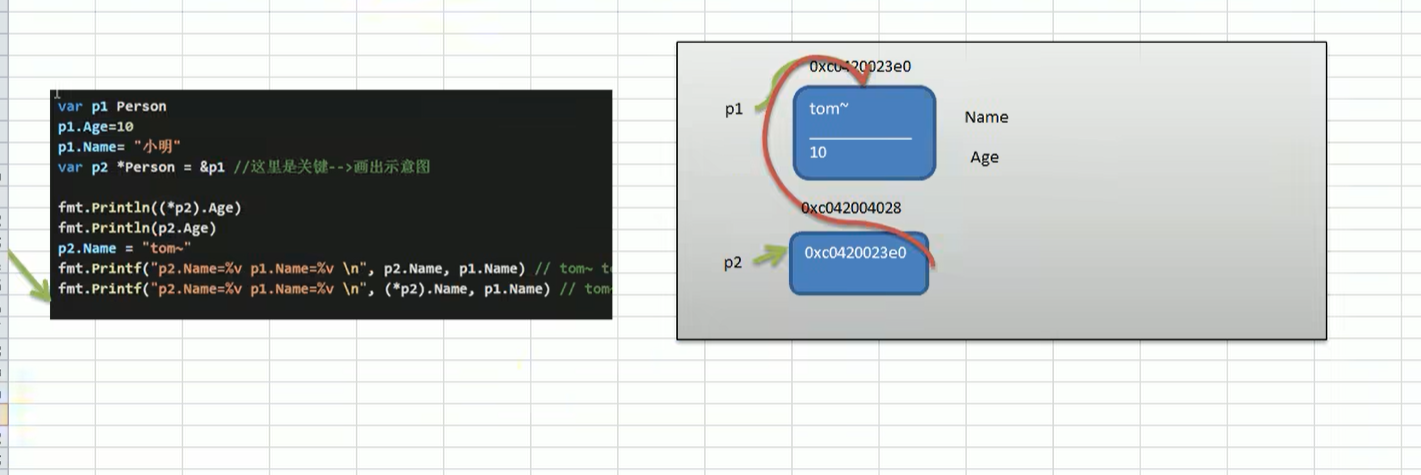 var p1 Person
p1.Age=10
p1.Name= "小明"
var p2 *Person = &p1 //这里是关键-->画出示意图
fmt.Println((*p2).Age)
fmt.Println(p2.Age)
p2.Name = "tom~"
fmt.Printf("p2.Name=%v p1.Name=%v \n", p2.Name, p1.Name) // tom~
fmt.Printf("p2.Name=%v p1.Name=%v \n", (*p2).Name, p1.Name) // tom
0xc0420023e0
p1
tom~
Name
10
Age
0xc042004028
p2
0xc0420023e0